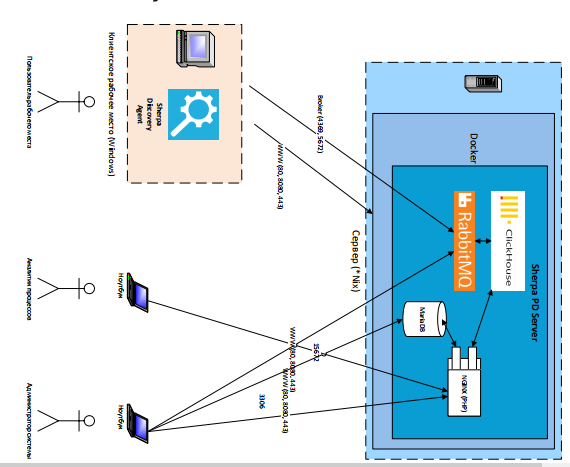 Пользователь рабочего места
Клиентское рабочее место (Windows)
Sherpa
Discovery
Agent
Broker (4369, 5672)
WWW (80, 8080, 443)
Сервер (* Nix)
Docker
Sherpa PD Server
ClickHouse
RabbitMQ
MariaDB
NGINX (PHP)
Аналитик процессов
Ноутбук
WWW (80, 8080, 443)
15672
WWW (80, 8080, 443)
3306
Администратор системы
Ноутбук